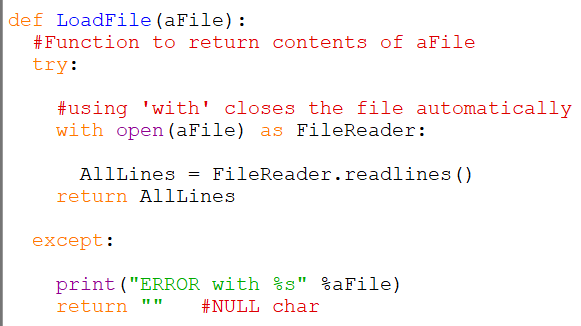 def LoadFile(aFile):
  #Function to return contents of aFile
  try:
    #using 'with' closes the file automatically
    with open(aFile) as FileReader:
      AllLines = FileReader.readlines()
    return AllLines
  except:
    print("ERROR with %s" %aFile)
    return ""   #NULL char